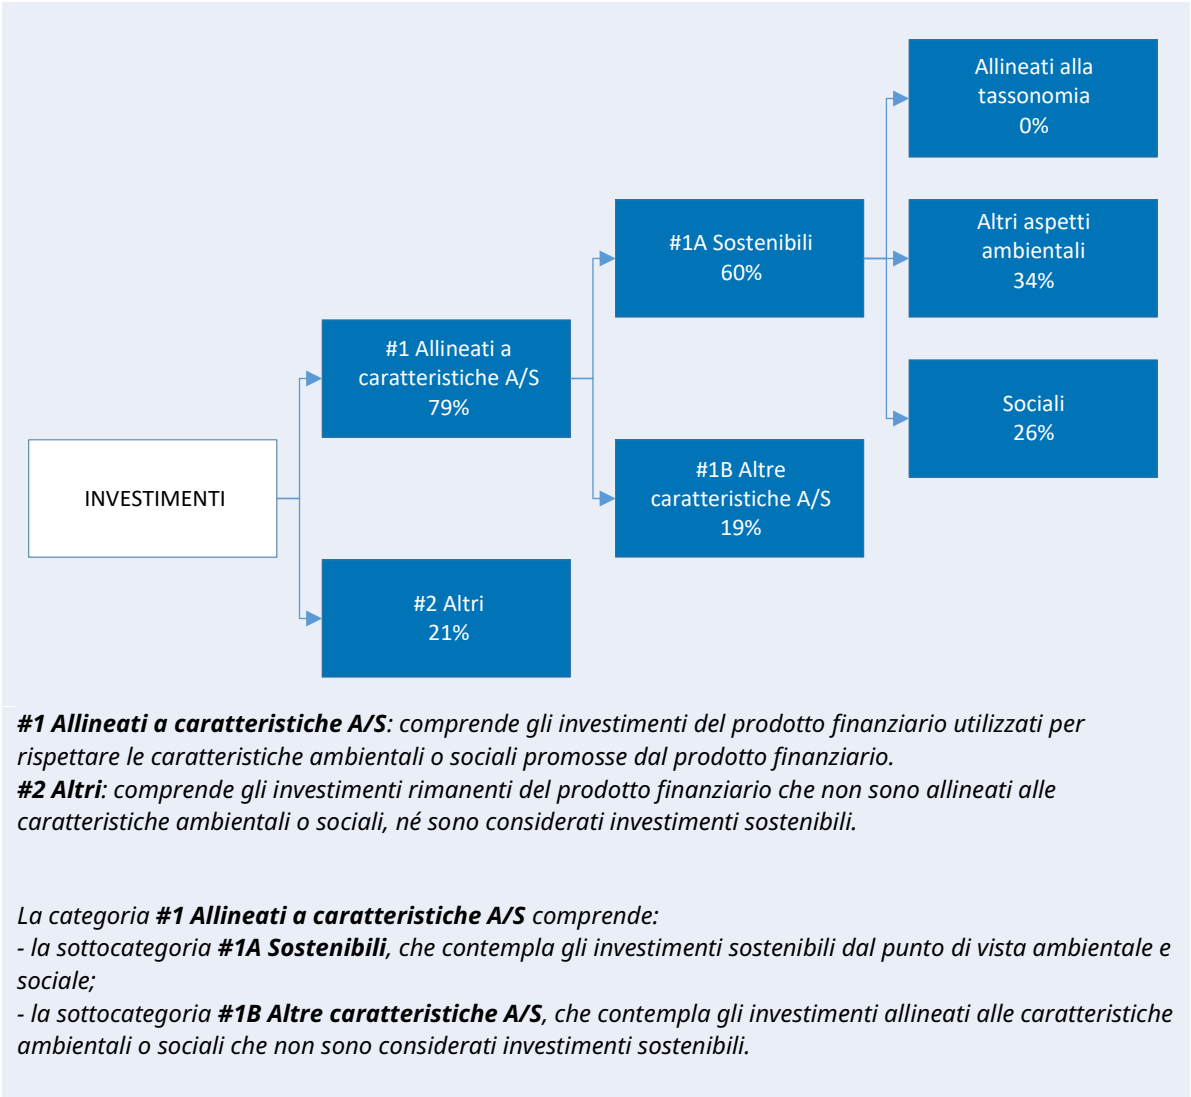 Allineati alla
tassonomia
0%
Altri aspetti
ambientali
34%
#1A Sostenibili
60%
#1 Allineati a
caratteristiche A/S
79%
Sociali
26%
INVESTIMENTI
#1B Altre
caratteristiche A/S
19%
#2 Altri
21%
#1 Allineati a caratteristiche A/S: comprende gli investimenti del prodotto finanziario utilizzati per
rispettare le caratteristiche ambientali o sociali promosse dal prodotto finanziario.
#2 Altri: comprende gli investimenti rimanenti del prodotto finanziario che non sono allineati alle
caratteristiche ambientali o sociali, né sono considerati investimenti sostenibili.
La categoria #1 Allineati a caratteristiche A/S comprende:
- la sottocategoria #1A Sostenibili, che contempla gli investimenti sostenibili dal punto di vista ambientale e
sociale;
- la sottocategoria #1B Altre caratteristiche A/S, che contempla gli investimenti allineati alle caratteristiche
ambientali o sociali che non sono considerati investimenti sostenibili.